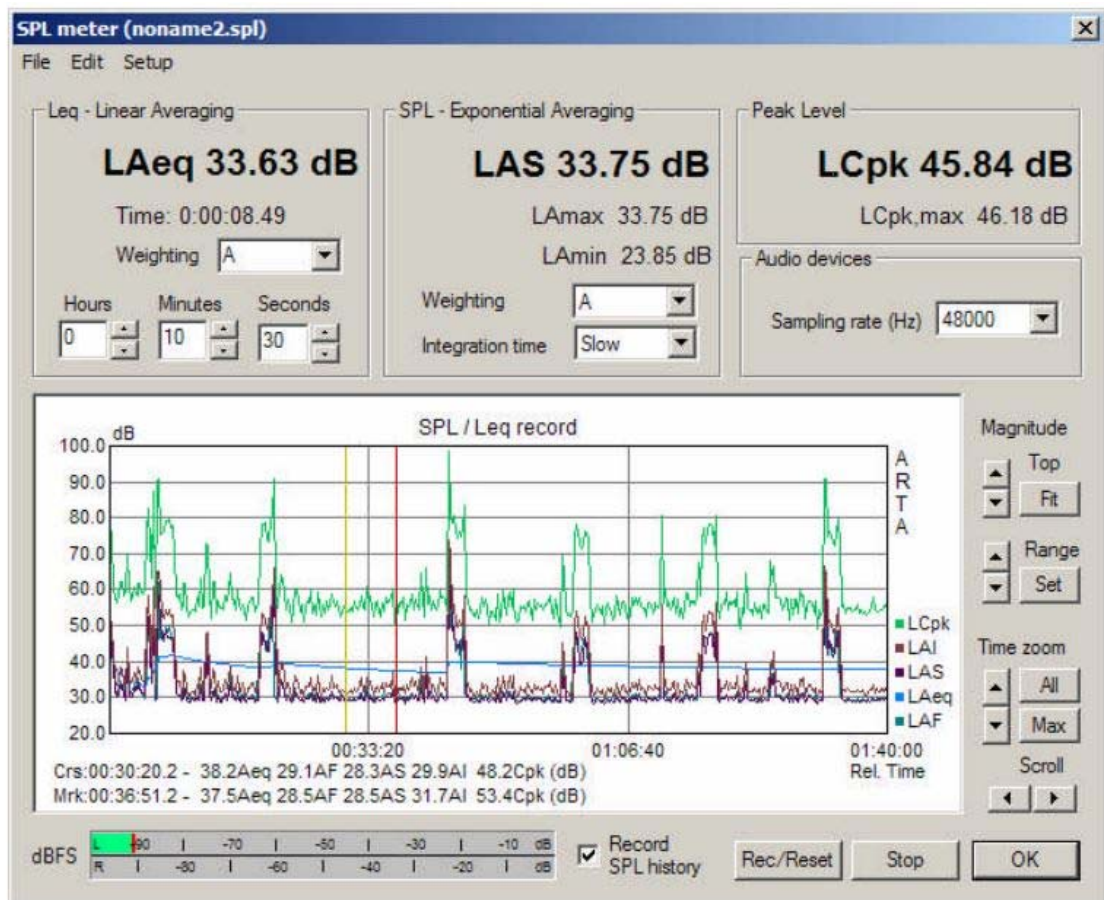 SPL meter (noname2.spl)
File Edit Setup
Leq - Linear Averaging
LAeq 33.63 dB
Time: 0:00:08.49
Weighting A
Hours Minutes Seconds
0 10 30
SPL - Exponential Averaging
LAS 33.75 dB
LAmax 33.75 dB
LAmin 23.85 dB
Weighting A
Integration time Slow
Peak Level
LCpk 45.84 dB
LCpk,max 46.18 dB
Audio devices
Sampling rate (Hz) 48000
SPL / Leq record
dB
100.0
90.0
80.0
70.0
60.0
50.0
40.0
30.0
20.0
A
R
T
A
LCpk
LAI
LAS
LAeq
LAF
00:33:20 01:06:40 01:40:00
Rel. Time
Crs:00:30:20.2 - 38.2Aeq 29.1AF 28.3AS 29.9AI 48.2Cpk (dB)
Mrk:00:36:51.2 - 37.5Aeq 28.5AF 28.5AS 31.7AI 53.4Cpk (dB)
Magnitude
Top
Fit
Range
Set
Time zoom
All
Max
Scroll
dBFS
L -90 | -70 | -50 | -30 | -10 dB
R | -80 | -60 | -40 | -20 | dB
Record
SPL history
Rec/Reset
Stop
OK